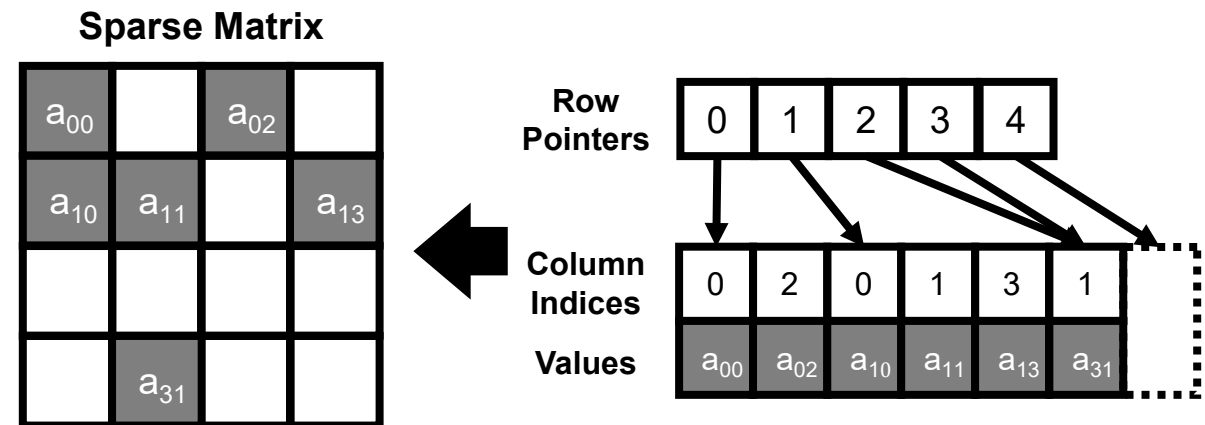 Sparse Matrix
a₀₀ a₀₂
a₁₀ a₁₁ a₁₃
a₃₁
Row
Pointers
0 1 2 3 4
Column
Indices
0 2 0 1 3 1
Values
a₀₀ a₀₂ a₁₀ a₁₁ a₁₃ a₃₁